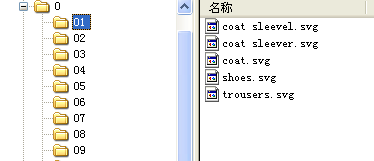 0
01
02
03
04
05
06
07
08
09
名称
coat sleevel.svg
coat sleever.svg
coat.svg
shoes.svg
trousers.svg